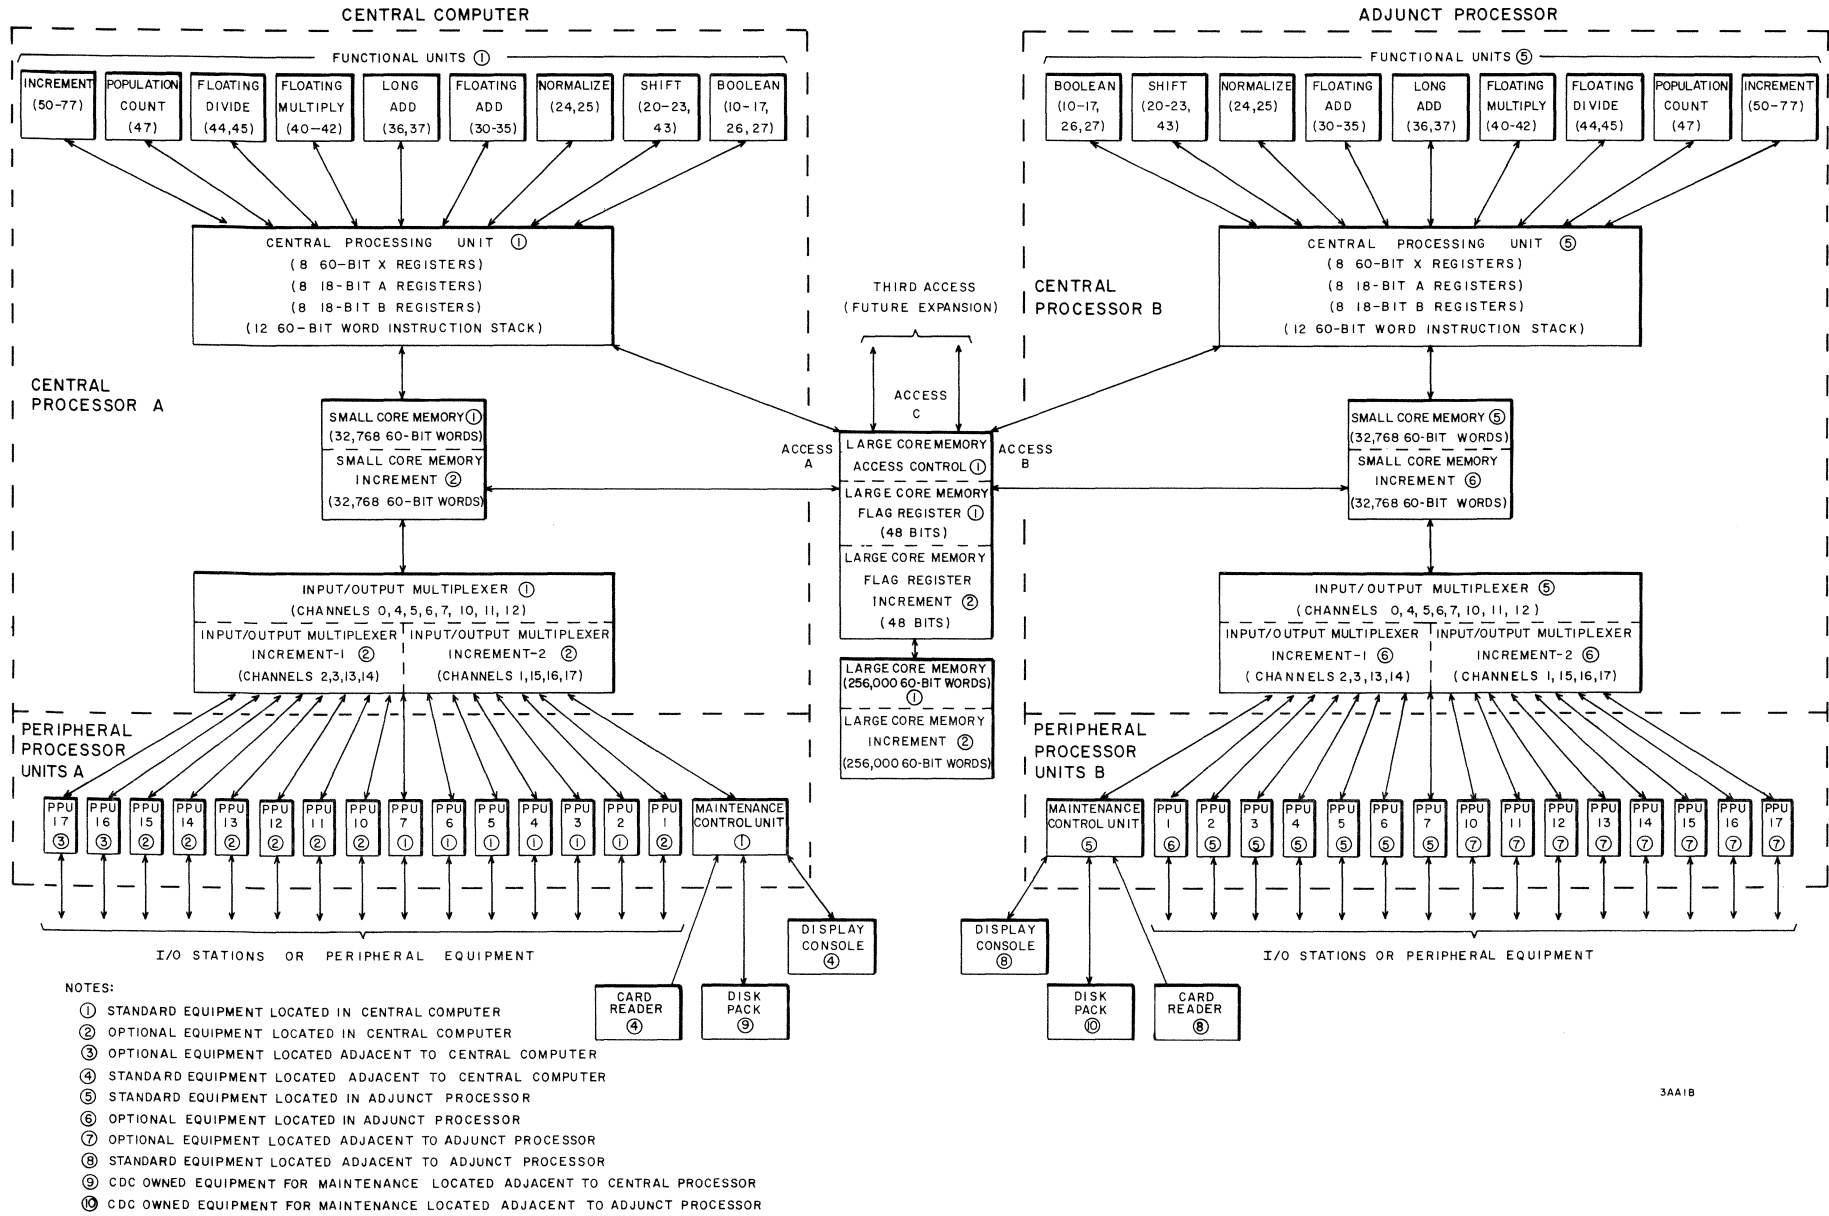 CENTRAL COMPUTER
FUNCTIONAL UNITS ①
INCREMENT
(50-77)
POPULATION
COUNT
(47)
FLOATING
DIVIDE
(44,45)
FLOATING
MULTIPLY
(40-42)
LONG
ADD
(36,37)
FLOATING
ADD
(30-35)
NORMALIZE
(24,25)
SHIFT
(20-23,
43)
BOOLEAN
(10-17,
26,27)
CENTRAL PROCESSING UNIT ①
(8 60-BIT X REGISTERS)
(8 18-BIT A REGISTERS)
(8 18-BIT B REGISTERS)
(12 60-BIT WORD INSTRUCTION STACK)
CENTRAL
PROCESSOR A
SMALL CORE MEMORY ①
(32,768 60-BIT WORDS)
SMALL CORE MEMORY
INCREMENT ②
(32,768 60-BIT WORDS)
INPUT/OUTPUT MULTIPLEXER ①
(CHANNELS 0,4,5,6,7, 10, 11, 12)
INPUT/OUTPUT MULTIPLEXER
INCREMENT-1 ②
(CHANNELS 2,3,13,14)
INPUT/OUTPUT MULTIPLEXER
INCREMENT-2 ②
(CHANNELS 1,15,16,17)
PERIPHERAL
PROCESSOR
UNITS A
PPU
17
③
PPU
16
③
PPU
15
②
PPU
14
②
PPU
13
②
PPU
12
②
PPU
11
②
PPU
10
②
PPU
7
①
PPU
6
①
PPU
5
①
PPU
4
①
PPU
3
①
PPU
2
①
PPU
1
②
MAINTENANCE
CONTROL UNIT
①
I/O STATIONS OR PERIPHERAL EQUIPMENT
DISPLAY
CONSOLE
④
CARD
READER
④
DISK
PACK
⑨
THIRD ACCESS
(FUTURE EXPANSION)
ACCESS
C
ACCESS
A
ACCESS
B
LARGE CORE MEMORY
ACCESS CONTROL ①
LARGE CORE MEMORY
FLAG REGISTER ①
(48 BITS)
LARGE CORE MEMORY
FLAG REGISTER
INCREMENT ②
(48 BITS)
LARGE CORE MEMORY
(256,000 60-BIT WORDS)
①
LARGE CORE MEMORY
INCREMENT ②
(256,000 60-BIT WORDS)
ADJUNCT PROCESSOR
FUNCTIONAL UNITS ⑤
BOOLEAN
(10-17,
26,27)
SHIFT
(20-23,
43)
NORMALIZE
(24,25)
FLOATING
ADD
(30-35)
LONG
ADD
(36,37)
FLOATING
MULTIPLY
(40-42)
FLOATING
DIVIDE
(44,45)
POPULATION
COUNT
(47)
INCREMENT
(50-77)
CENTRAL PROCESSING UNIT ⑤
(8 60-BIT X REGISTERS)
(8 18-BIT A REGISTERS)
(8 18-BIT B REGISTERS)
(12 60-BIT WORD INSTRUCTION STACK)
CENTRAL
PROCESSOR B
SMALL CORE MEMORY ⑤
(32,768 60-BIT WORDS)
SMALL CORE MEMORY
INCREMENT ⑥
(32,768 60-BIT WORDS)
INPUT/OUTPUT MULTIPLEXER ⑤
(CHANNELS 0,4,5,6,7, 10, 11, 12)
INPUT/OUTPUT MULTIPLEXER
INCREMENT-1 ⑥
(CHANNELS 2,3,13,14)
INPUT/OUTPUT MULTIPLEXER
INCREMENT-2 ⑥
(CHANNELS 1,15,16,17)
PERIPHERAL
PROCESSOR
UNITS B
MAINTENANCE
CONTROL UNIT
⑤
PPU
1
⑥
PPU
2
⑤
PPU
3
⑤
PPU
4
⑤
PPU
5
⑤
PPU
6
⑤
PPU
7
⑤
PPU
10
⑦
PPU
11
⑦
PPU
12
⑦
PPU
13
⑦
PPU
14
⑦
PPU
15
⑦
PPU
16
⑦
PPU
17
⑦
DISPLAY
CONSOLE
⑧
DISK
PACK
⑩
CARD
READER
⑧
I/O STATIONS OR PERIPHERAL EQUIPMENT
NOTES:
① STANDARD EQUIPMENT LOCATED IN CENTRAL COMPUTER
② OPTIONAL EQUIPMENT LOCATED IN CENTRAL COMPUTER
③ OPTIONAL EQUIPMENT LOCATED ADJACENT TO CENTRAL COMPUTER
④ STANDARD EQUIPMENT LOCATED ADJACENT TO CENTRAL COMPUTER
⑤ STANDARD EQUIPMENT LOCATED IN ADJUNCT PROCESSOR
⑥ OPTIONAL EQUIPMENT LOCATED IN ADJUNCT PROCESSOR
⑦ OPTIONAL EQUIPMENT LOCATED ADJACENT TO ADJUNCT PROCESSOR
⑧ STANDARD EQUIPMENT LOCATED ADJACENT TO ADJUNCT PROCESSOR
⑨ CDC OWNED EQUIPMENT FOR MAINTENANCE LOCATED ADJACENT TO CENTRAL PROCESSOR
⑩ CDC OWNED EQUIPMENT FOR MAINTENANCE LOCATED ADJACENT TO ADJUNCT PROCESSOR
3AA1B